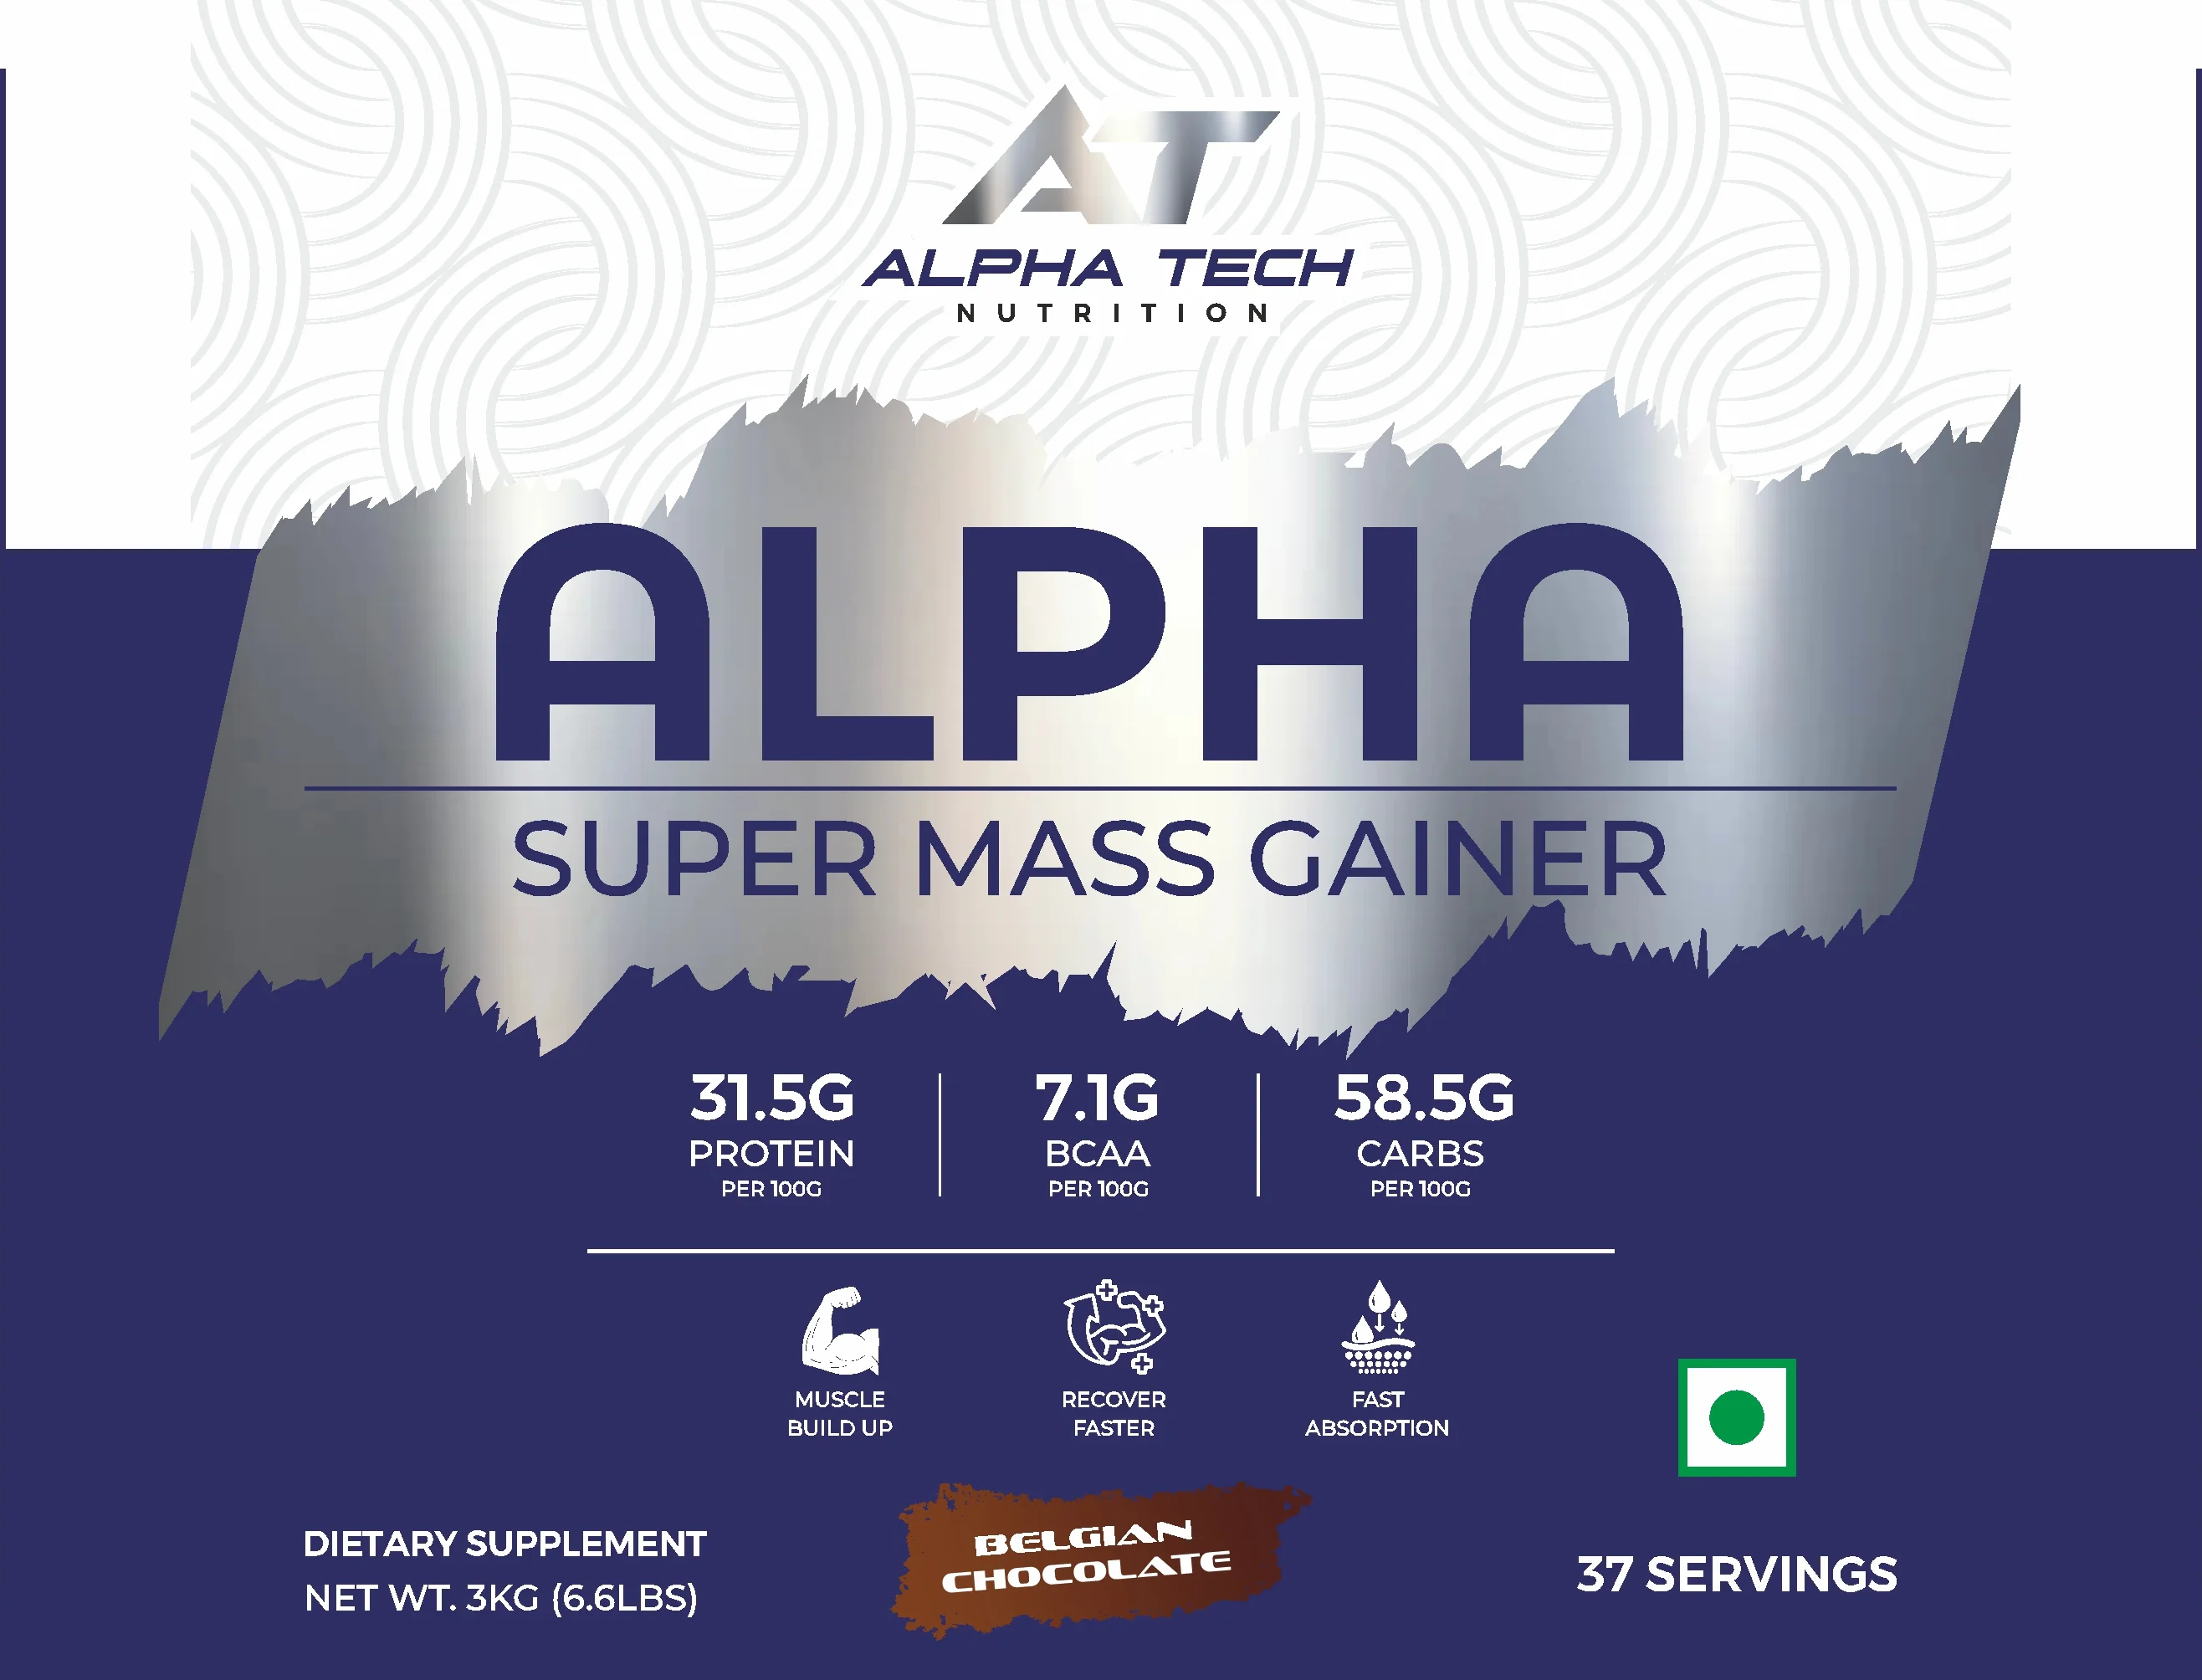 AT
ALPHA TECH
NUTRITION
ALPHA
SUPER MASS GAINER
31.5G
PROTEIN
PER 100G
7.1G
BCAA
PER 100G
58.5G
CARBS
PER 100G
MUSCLE
BUILD UP
RECOVER
FASTER
FAST
ABSORPTION
DIETARY SUPPLEMENT
NET WT. 3KG (6.6LBS)
BELGIAN
CHOCOLATE
37 SERVINGS